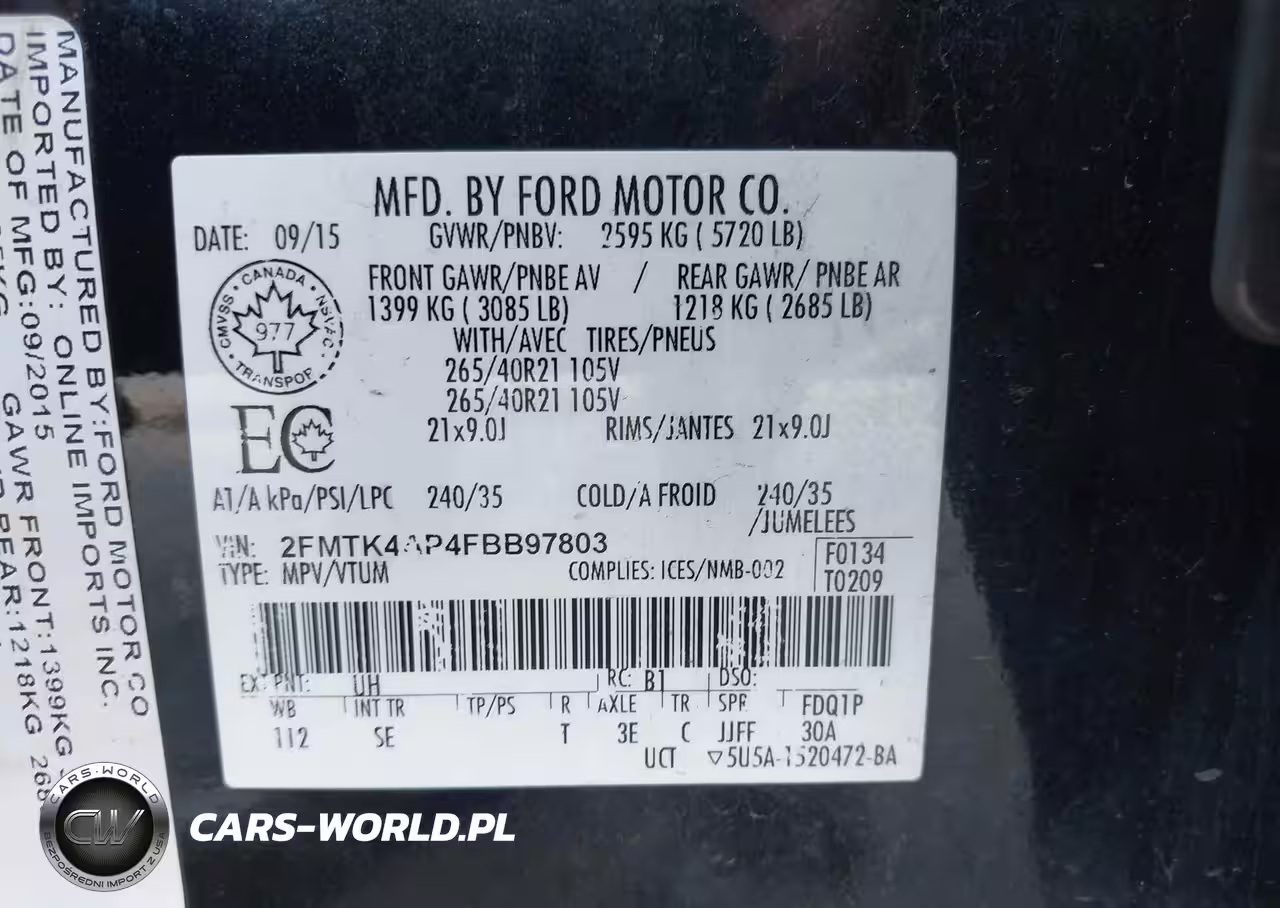 MANUFACTURED BY:FORD MOTOR CO
IMPORTED BY: ONLINE IMPORTS INC.
DATE OF MFG:09/2015
GAWR FRONT:1399KG
REAR:1218KG
MFD. BY FORD MOTOR CO.
DATE: 09/15
GVWR/PNBV: 2595 KG ( 5720 LB)
FRONT GAWR/PNBE AV / REAR GAWR/ PNBE AR
1399 KG ( 3085 LB) 1218 KG ( 2685 LB)
WITH/AVEC TIRES/PNEUS
265/40R21 105V
265/40R21 105V
21x9.0J RIMS/JANTES 21x9.0J
CANADA
CMVSS
977
TRANSPOR
EC
AT/A kPa/PSI/LPC 240/35 COLD/A FROID 240/35
/JUMELEES
VIN: 2FMTK4AP4FBB97803
TYPE: MPV/VTUM COMPLIES: ICES/NMB-002
F0134
T0209
EXT PNT: UH RC: B1 DSO:
WB INT TR TP/PS R AXLE TR SPR FDQ1P
112 SE T 3E C JJFF 30A
UCT ▽5U5A-1520472-BA
CARS-WORLD
CW
BEZPOŚREDNI IMPORT Z USA
CARS-WORLD.PL